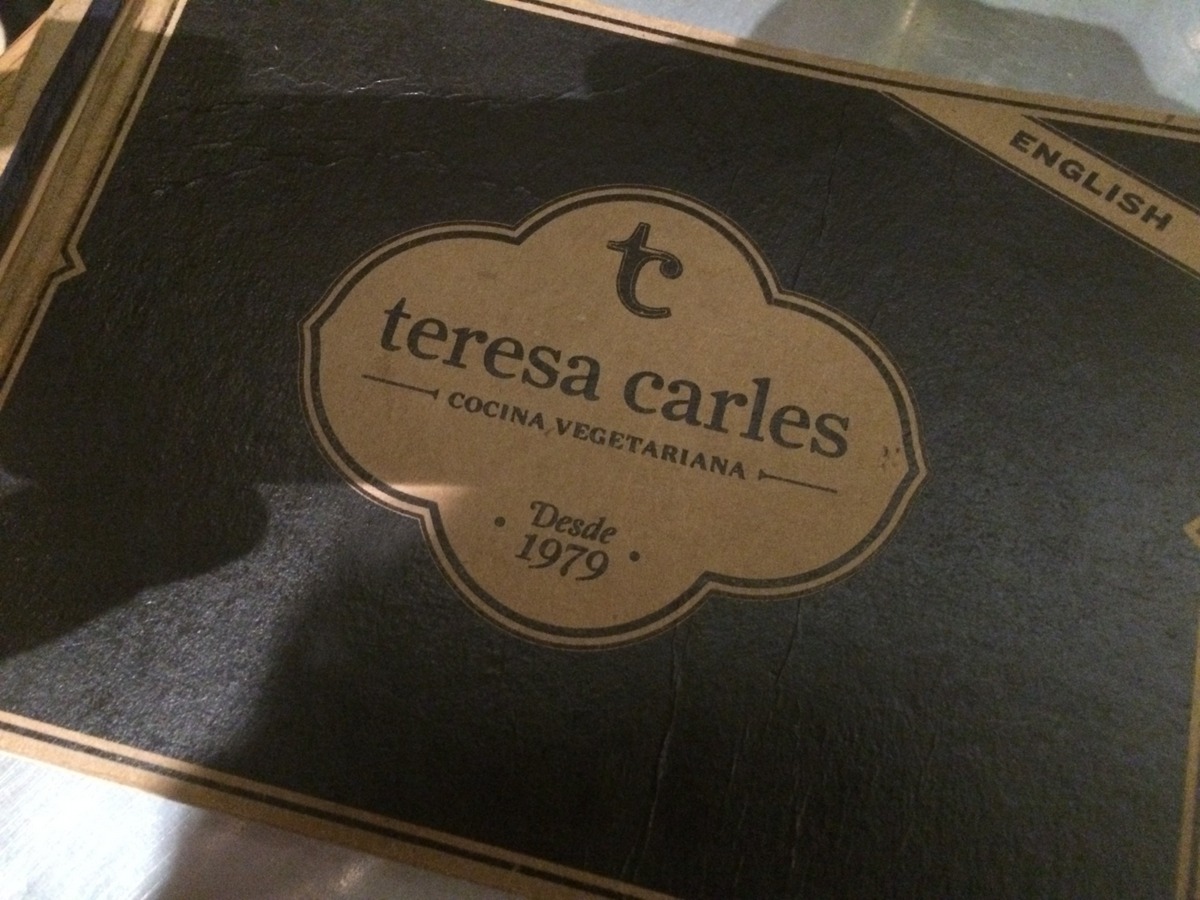 ENGLISH
tc
teresa carles
COCINA VEGETARIANA
Desde
1979